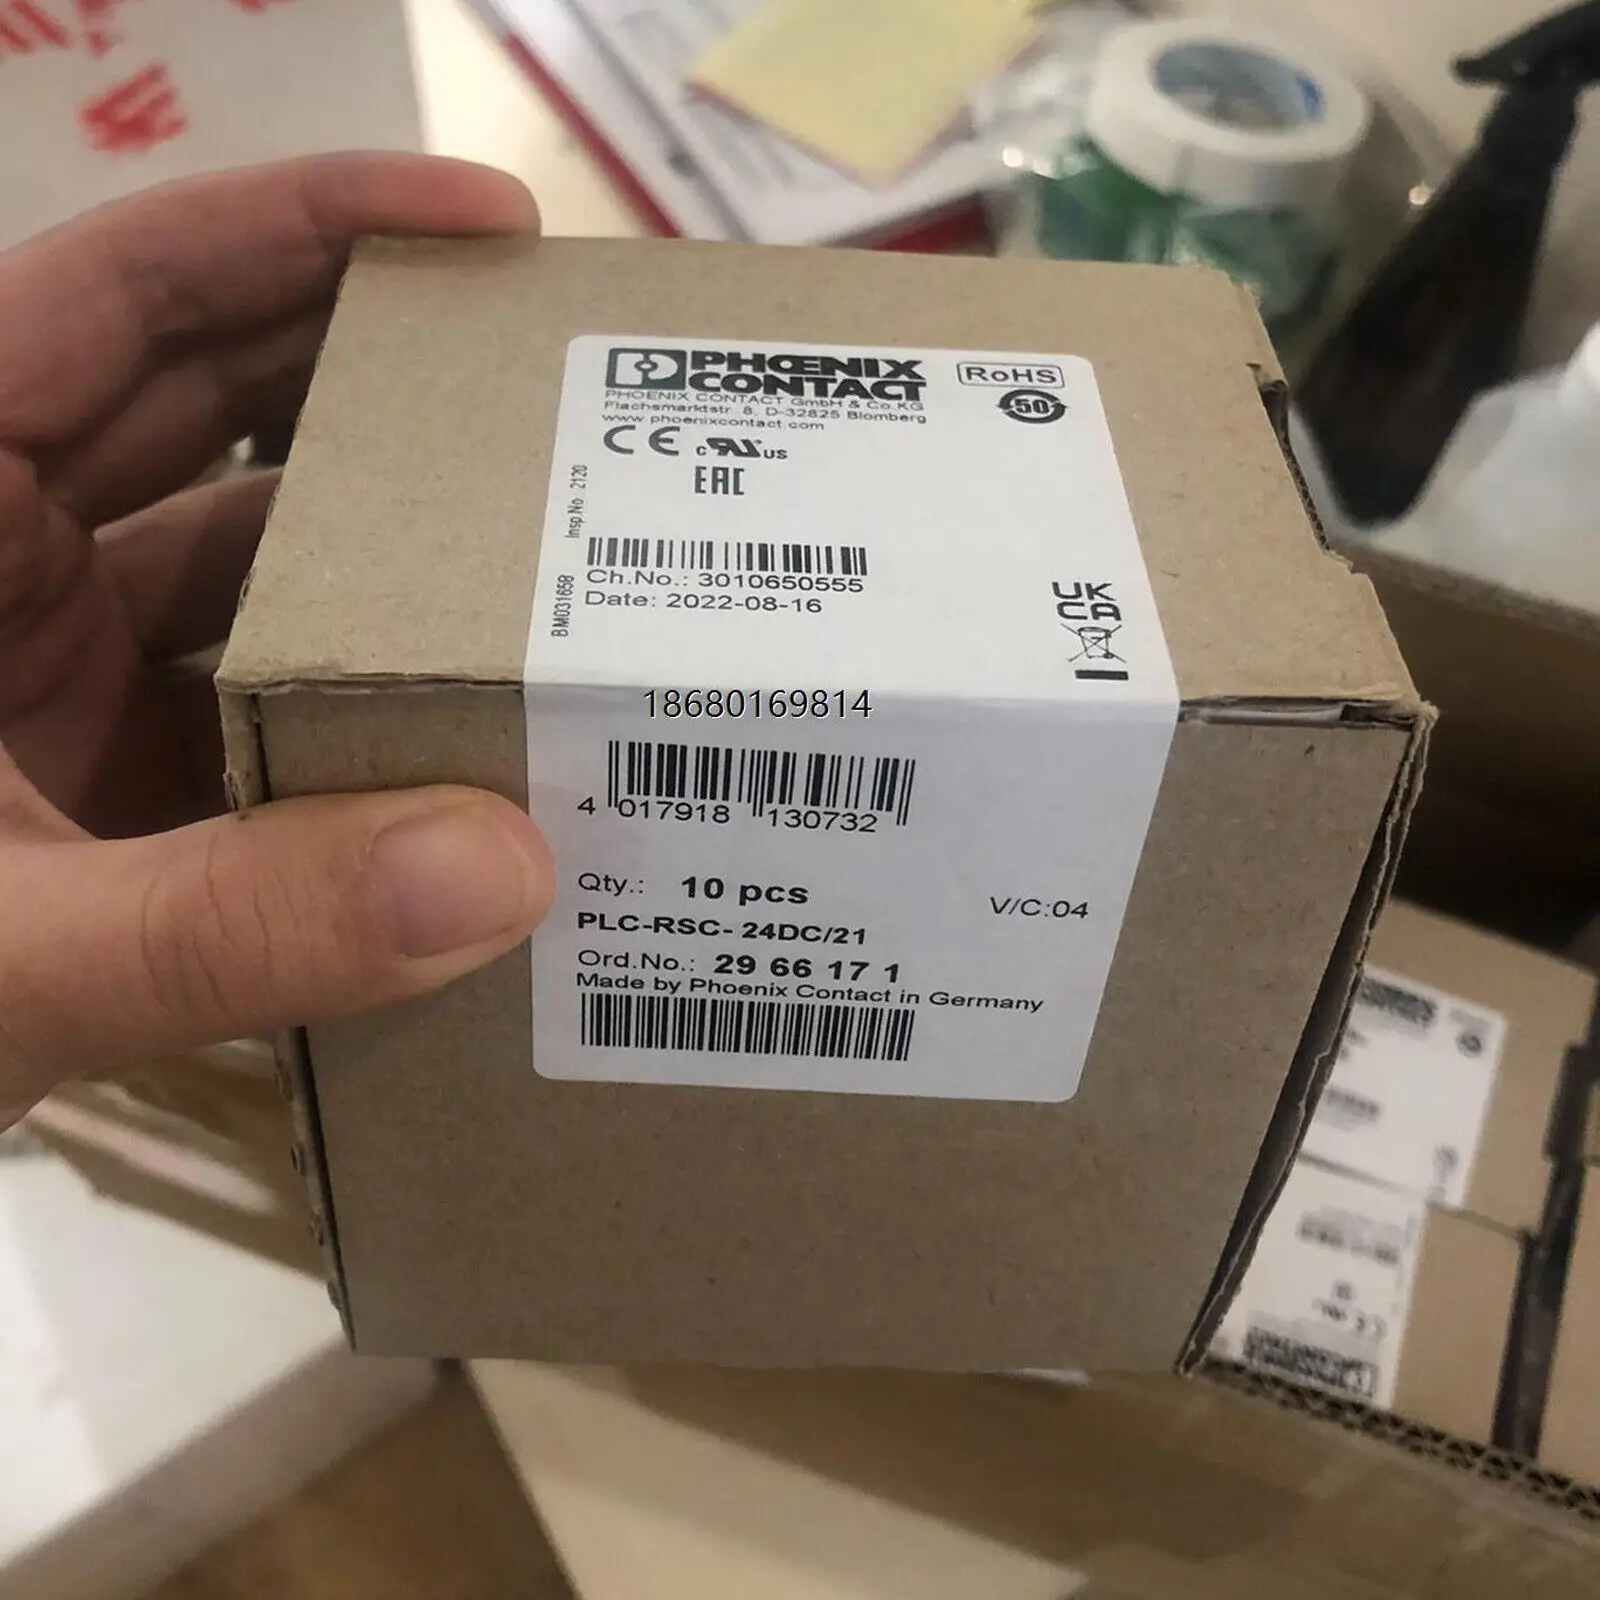 PHŒNIX
CONTACT
RoHS
50
PHOENIX CONTACT GmbH & Co.KG
Flachsmarktstr. 8, D-32825 Blomberg
www.phoenixcontact.com
CE c RU US
EAC
Insp.No 2120
BM031658
Ch.No.: 3010650555
Date: 2022-08-16
UK
CA
18680169814
4 017918 130732
Qty.: 10 pcs
V/C:04
PLC-RSC- 24DC/21
Ord.No.: 29 66 17 1
Made by Phoenix Contact in Germany